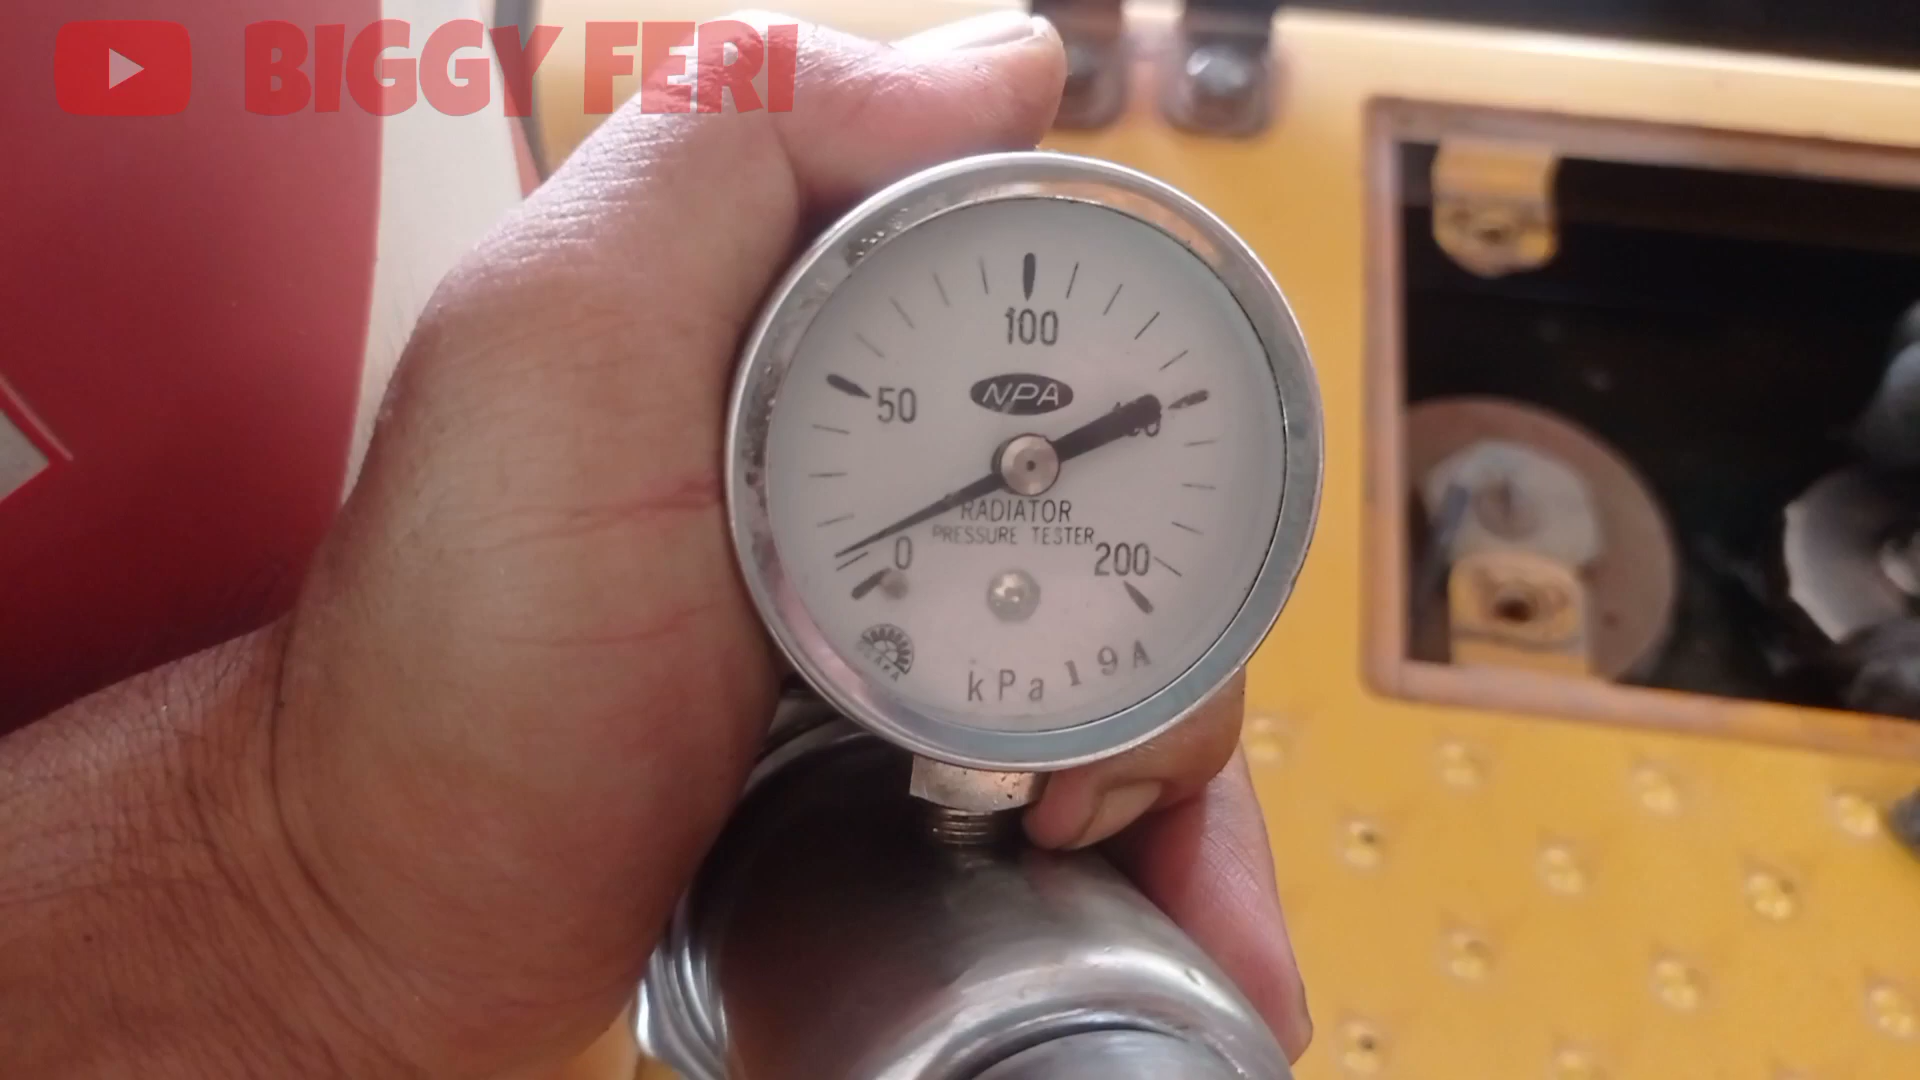 BIGGY FERI
100
NPA
50
RADIATOR
PRESSURE TESTER
0
200
kPa 19A